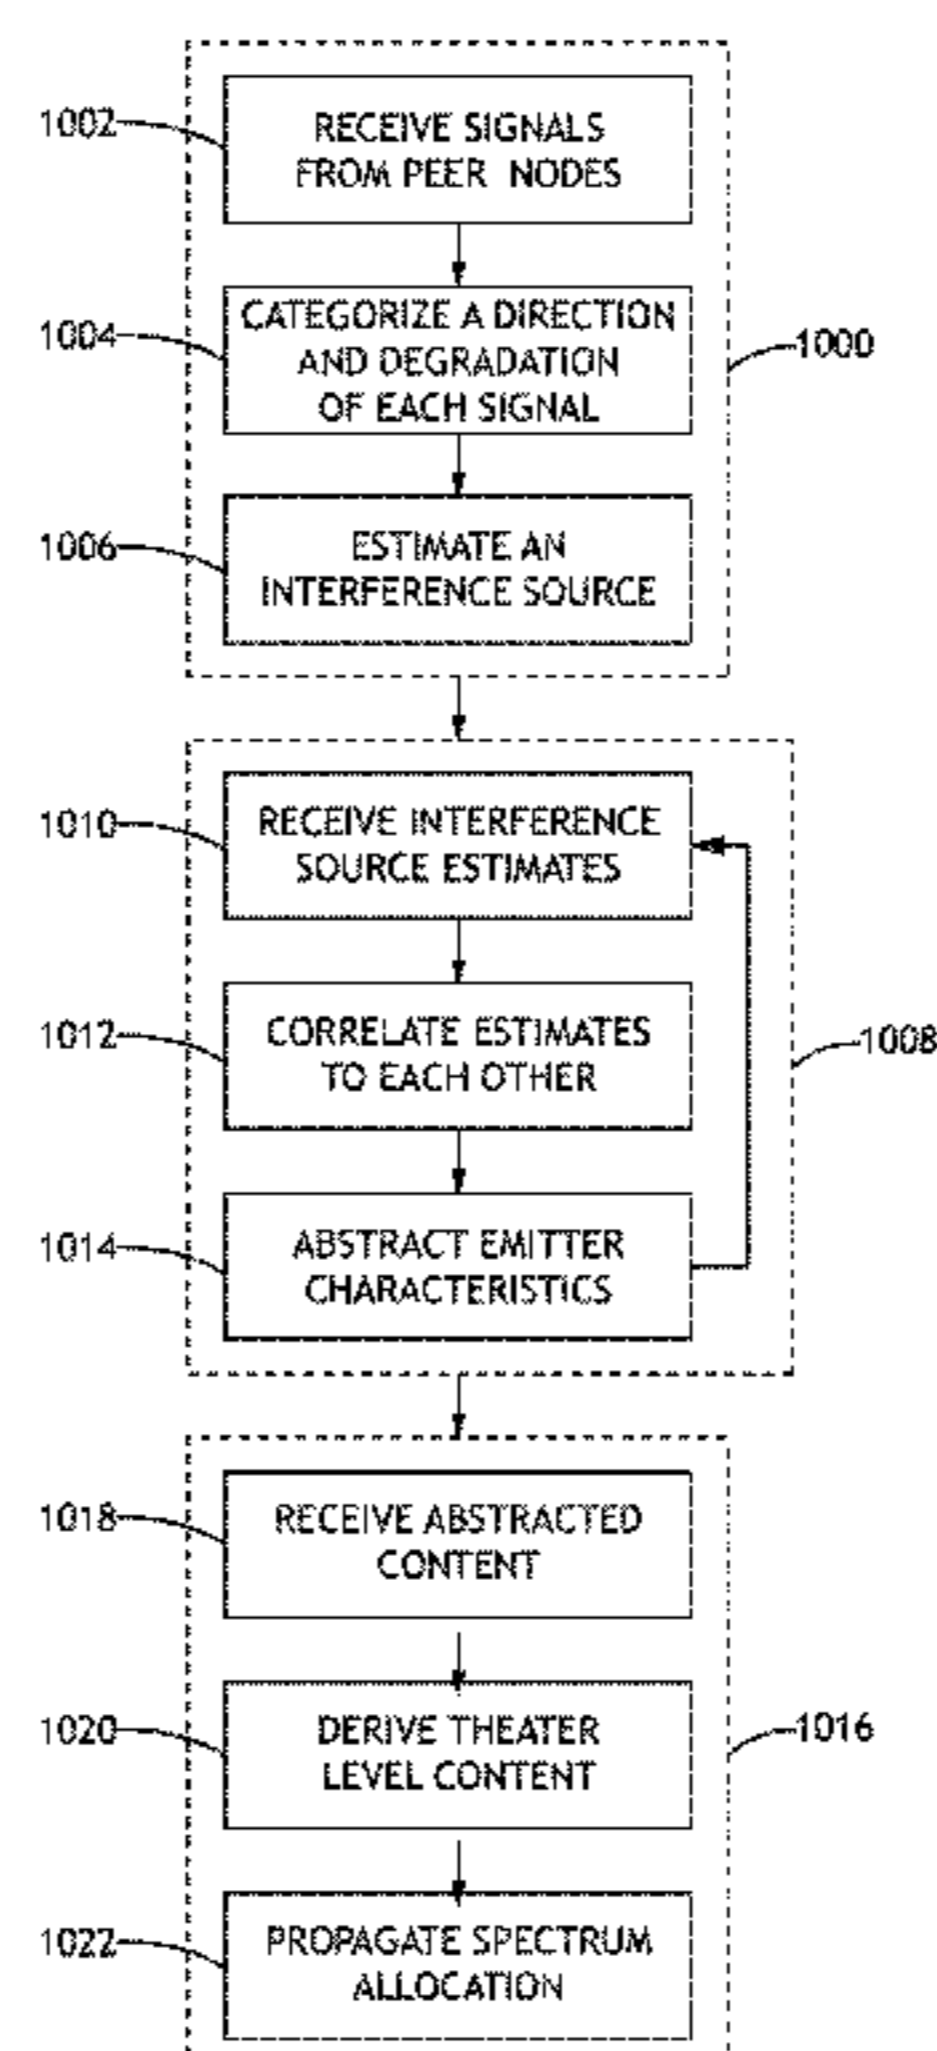 1002
RECEIVE SIGNALS
FROM PEER NODES
1004
CATEGORIZE A DIRECTION
AND DEGRADATION
OF EACH SIGNAL
1000
1006
ESTIMATE AN
INTERFERENCE SOURCE
1010
RECEIVE INTERFERENCE
SOURCE ESTIMATES
1012
CORRELATE ESTIMATES
TO EACH OTHER
1008
1014
ABSTRACT EMITTER
CHARACTERISTICS
1018
RECEIVE ABSTRACTED
CONTENT
1020
DERIVE THEATER
LEVEL CONTENT
1016
1022
PROPAGATE SPECTRUM
ALLOCATION